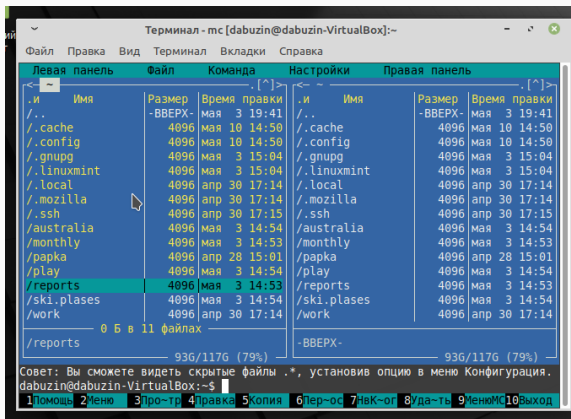 ий
Терминал - mc [dabuzin@dabuzin-VirtualBox]:~
Файл Правка Вид Терминал Вкладки Справка
Левая панель Файл Команда Настройки Правая панель
<— ~ .[^]> <— ~ .[^]>
.и Имя Размер Время правки .и Имя Размер Время правки
/.. -ВВЕРХ- мая 3 19:41 /.. -ВВЕРХ- мая 3 19:41
/.cache 4096 мая 10 14:50 /.cache 4096 мая 10 14:50
/.config 4096 мая 10 14:50 /.config 4096 мая 10 14:50
/.gnupg 4096 мая 3 15:04 /.gnupg 4096 мая 3 15:04
/.linuxmint 4096 мая 3 15:04 /.linuxmint 4096 мая 3 15:04
/.local 4096 апр 30 17:14 /.local 4096 апр 30 17:14
/.mozilla 4096 апр 30 17:14 /.mozilla 4096 апр 30 17:14
/.ssh 4096 апр 30 17:15 /.ssh 4096 апр 30 17:15
/australia 4096 мая 3 14:54 /australia 4096 мая 3 14:54
/monthly 4096 мая 3 14:53 /monthly 4096 мая 3 14:53
/papka 4096 апр 28 15:01 /papka 4096 апр 28 15:01
/play 4096 мая 3 14:54 /play 4096 мая 3 14:54
/reports 4096 мая 3 14:53 /reports 4096 мая 3 14:53
/ski.plases 4096 мая 3 14:54 /ski.plases 4096 мая 3 14:54
/work 4096 апр 30 17:14 /work 4096 апр 30 17:14
0 Б в 11 файлах
/reports -ВВЕРХ-
93G/117G (79%) 93G/117G (79%)
Совет: Вы сможете видеть скрытые файлы .*, установив опцию в меню Конфигурация.
dabuzin@dabuzin-VirtualBox:~$
1Помощь 2Меню 3Про~тр 4Правка 5Копия 6Пер~ос 7НвК~ог 8Уда~ть 9МенюMC 10Выход